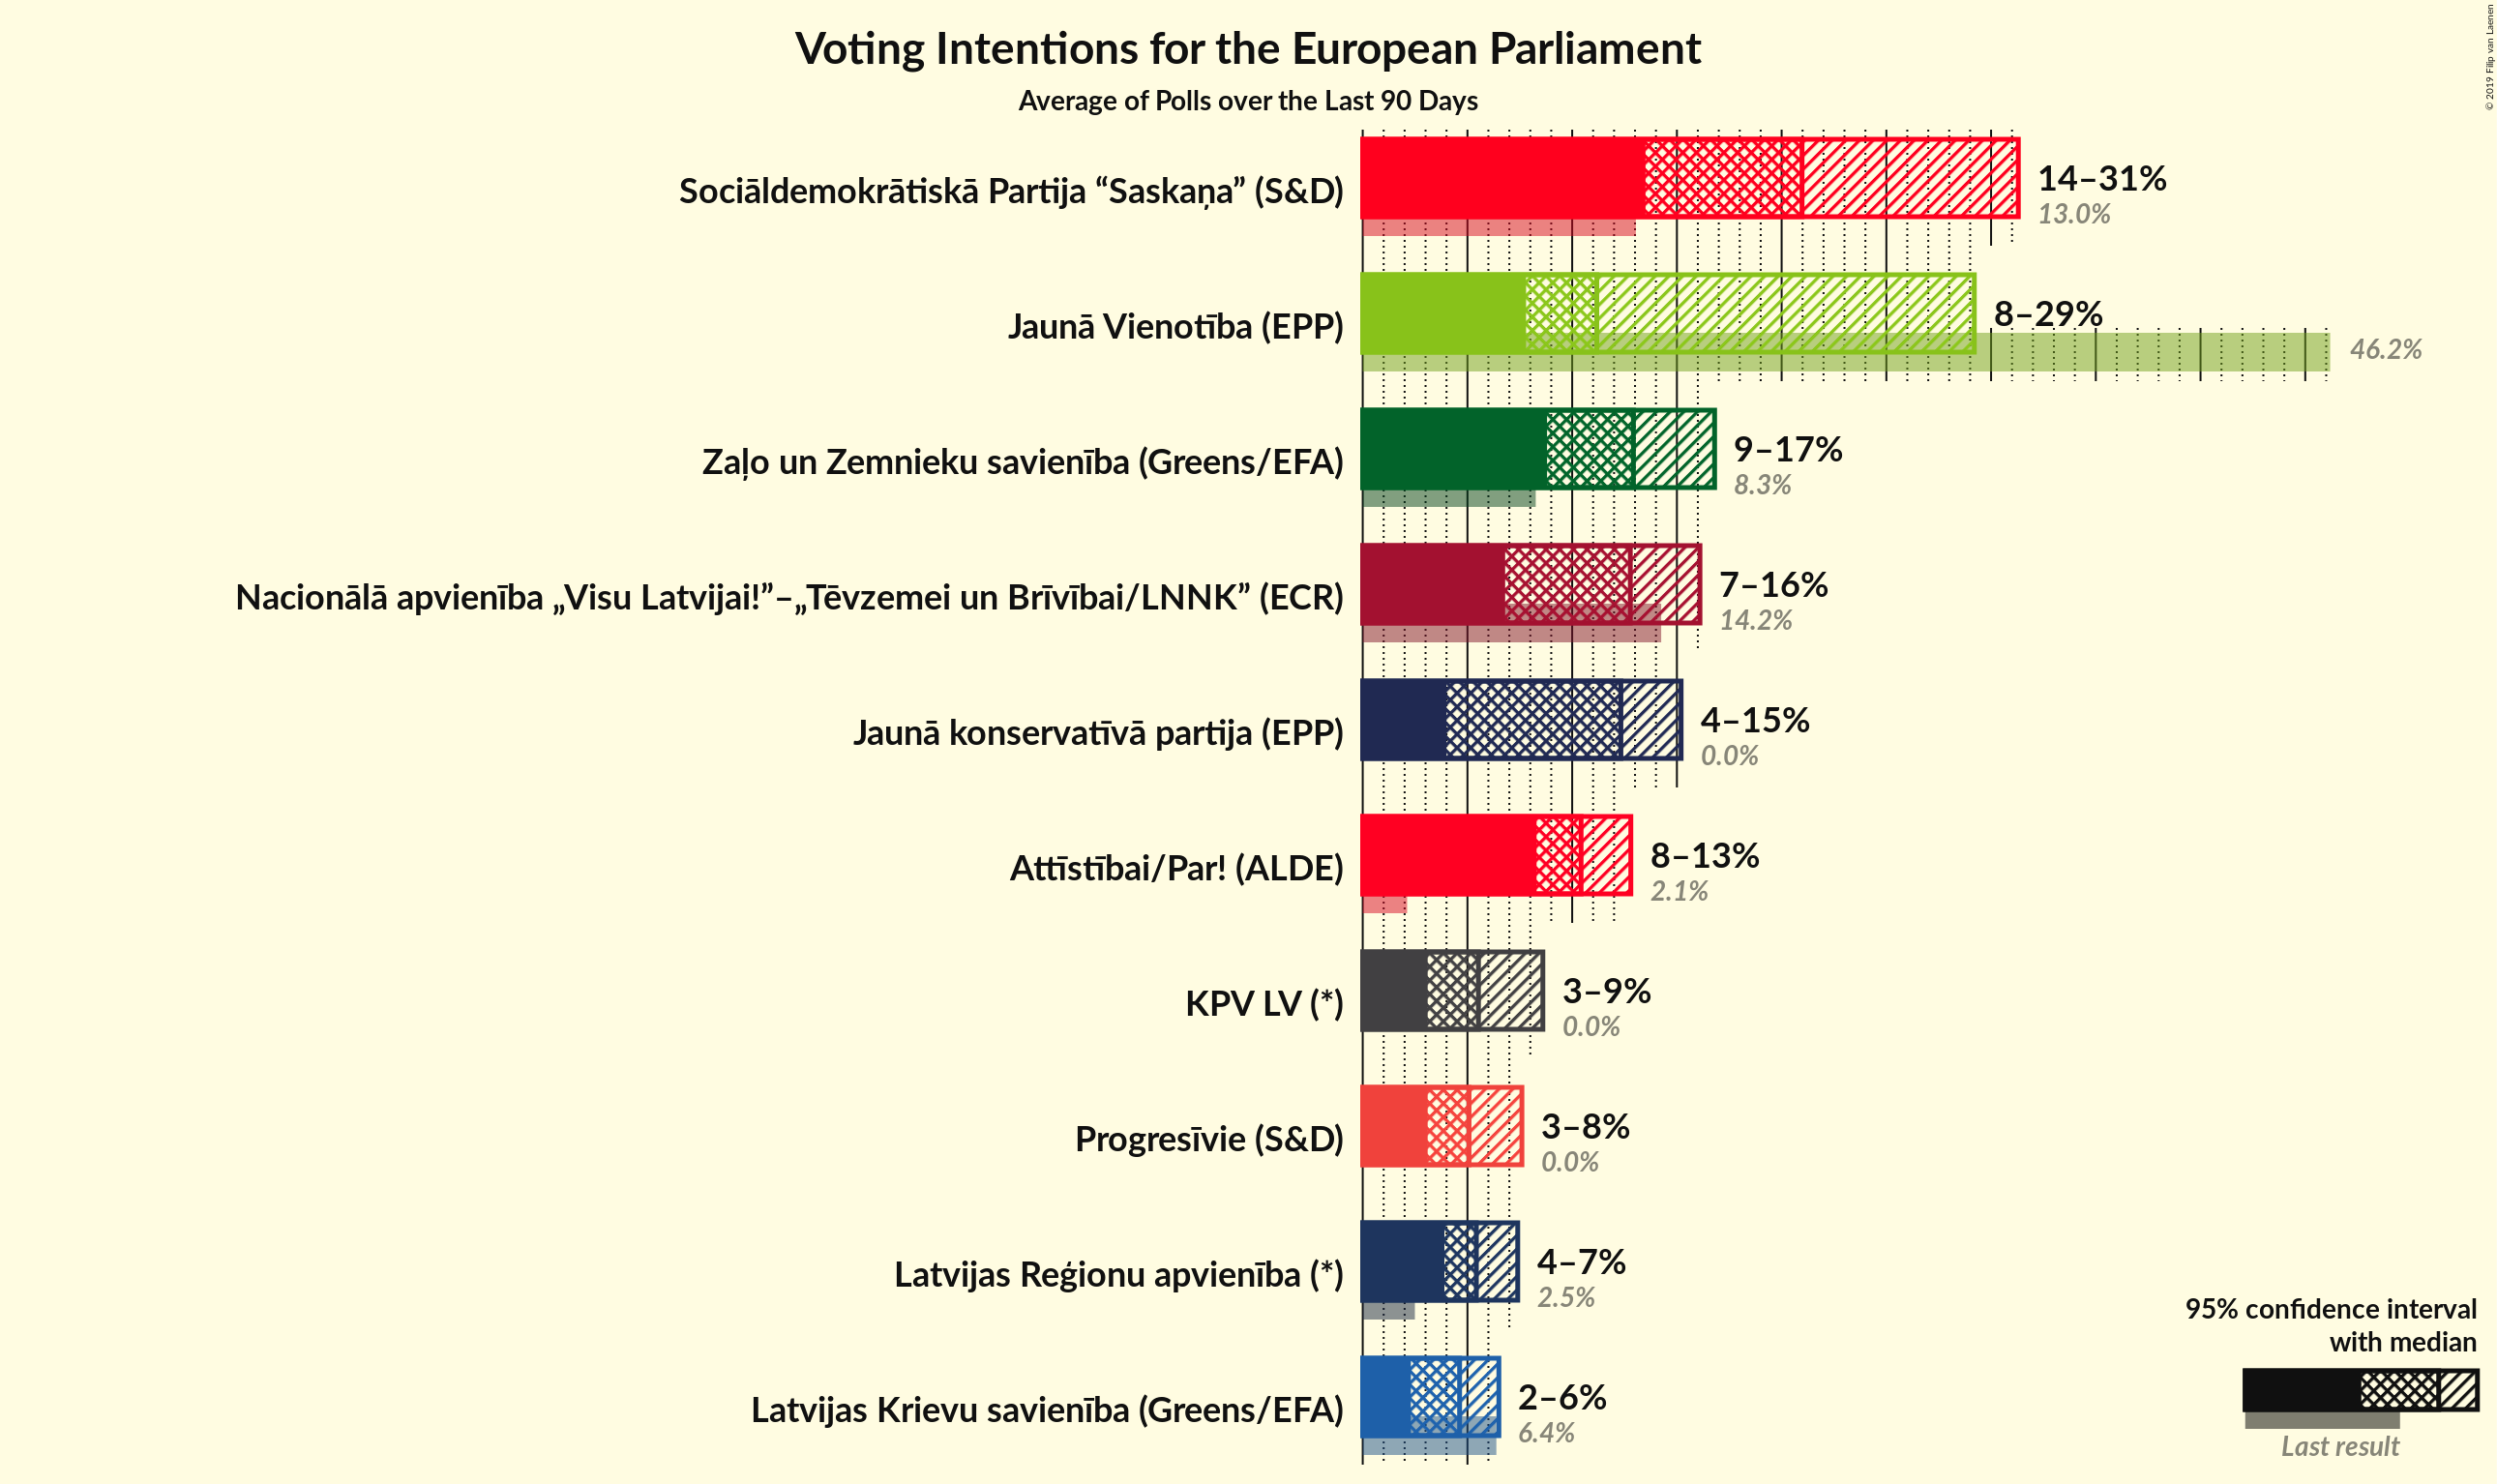 Voting Intentions for the European Parliament
Average of Polls over the Last 90 Days
© 2019 Filip van Laenen
Sociāldemokrātiskā Partija “Saskaņa” (S&D)
14–31%
13.0%
Jaunā Vienotība (EPP)
8–29%
46.2%
Zaļo un Zemnieku savienība (Greens/EFA)
9–17%
8.3%
Nacionālā apvienība „Visu Latvijai!”–„Tēvzemei un Brīvībai/LNNK” (ECR)
7–16%
14.2%
Jaunā konservatīvā partija (EPP)
4–15%
0.0%
Attīstībai/Par! (ALDE)
8–13%
2.1%
KPV LV (*)
3–9%
0.0%
Progresīvie (S&D)
3–8%
0.0%
Latvijas Reģionu apvienība (*)
4–7%
2.5%
Latvijas Krievu savienība (Greens/EFA)
2–6%
6.4%
95% confidence interval
with median
Last result